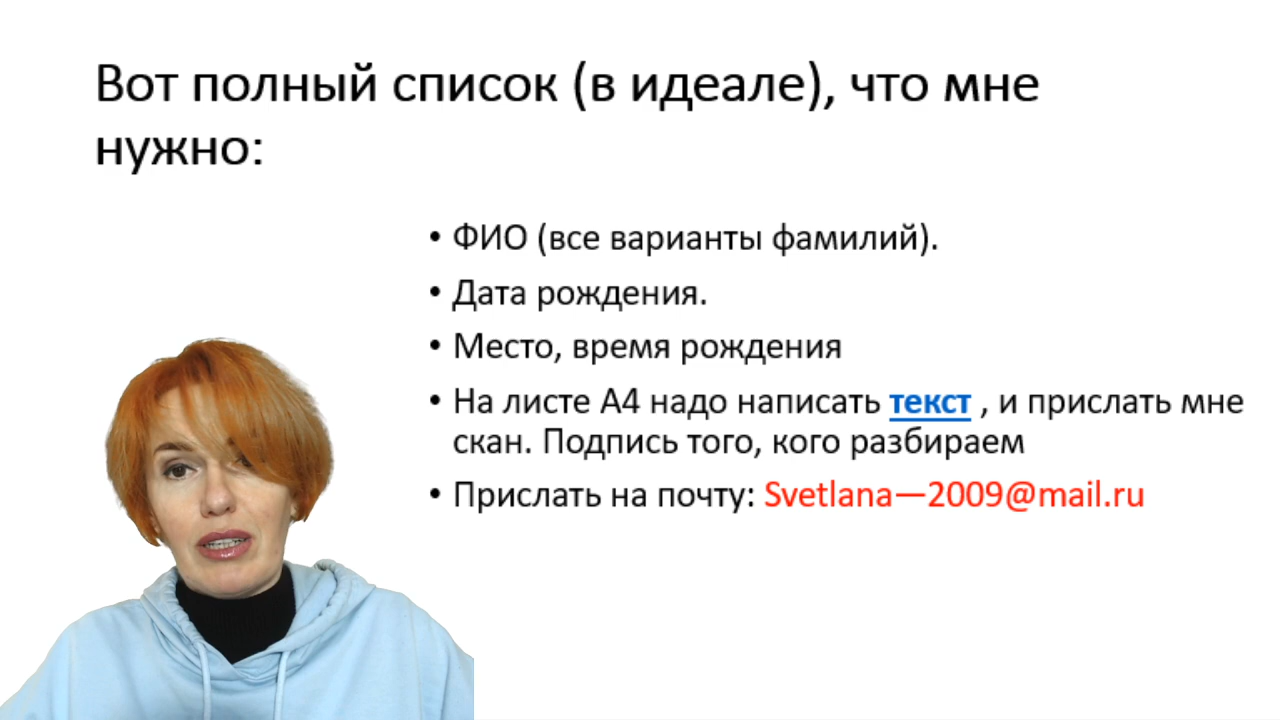 Вот полный список (в идеале), что мне
нужно:
• ФИО (все варианты фамилий).
• Дата рождения.
• Место, время рождения
• На листе А4 надо написать текст , и прислать мне
скан. Подпись того, кого разбираем
• Прислать на почту: Svetlana—2009@mail.ru